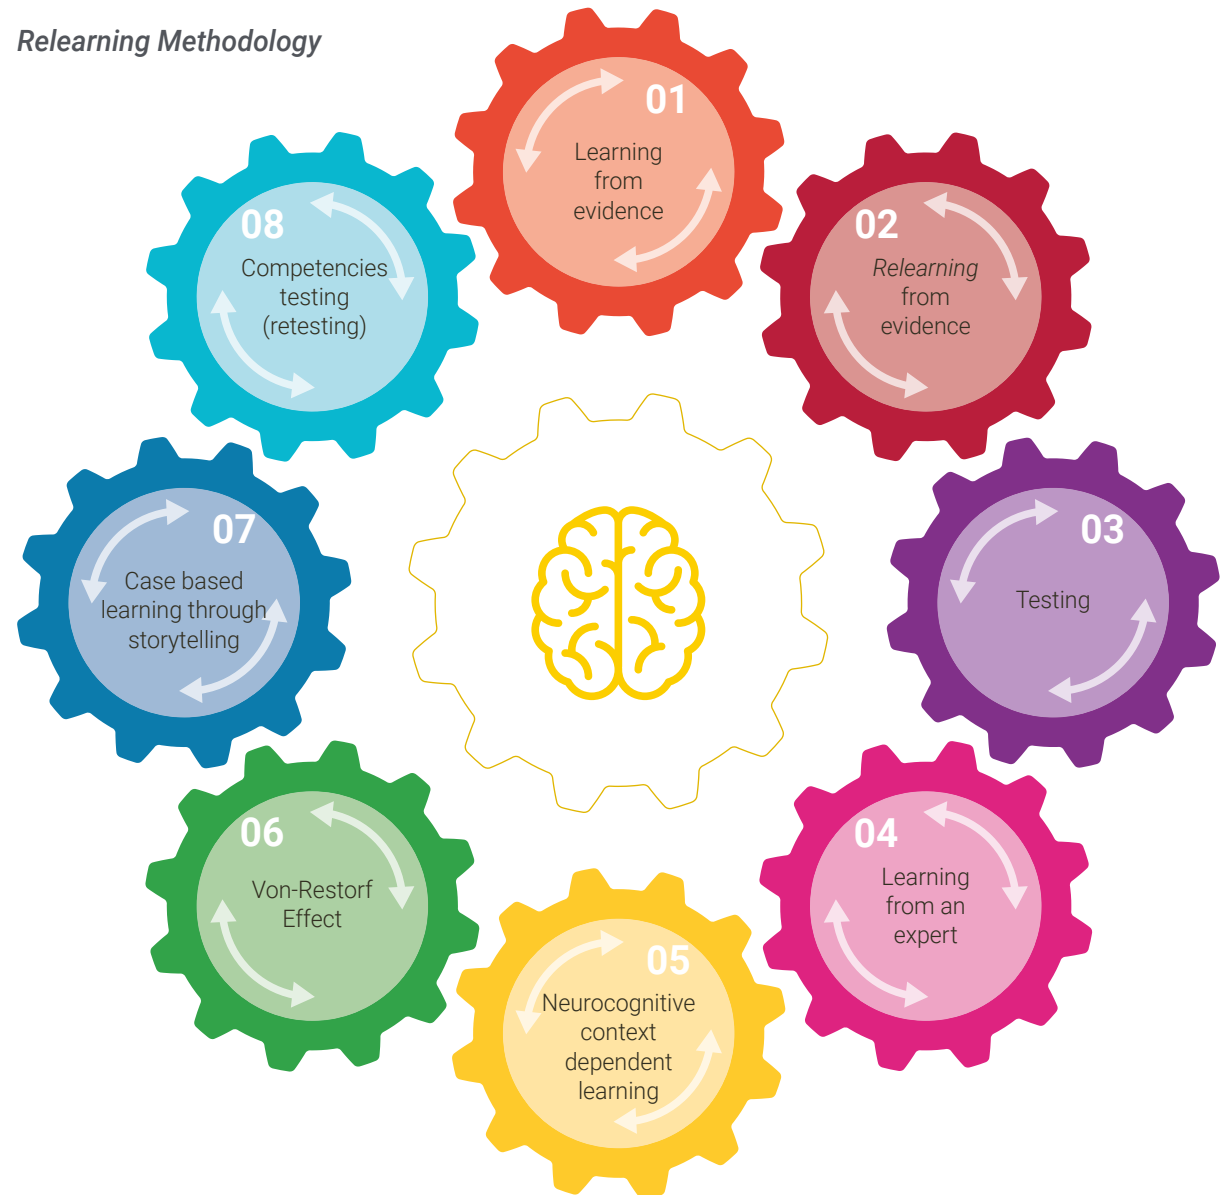 Relearning Methodology
01
Learning
from
evidence
02
Relearning
from
evidence
03
Testing
04
Learning
from an
expert
05
Neurocognitive
context
dependent
learning
06
Von-Restorf
Effect
07
Case based
learning through
storytelling
08
Competencies
testing
(retesting)